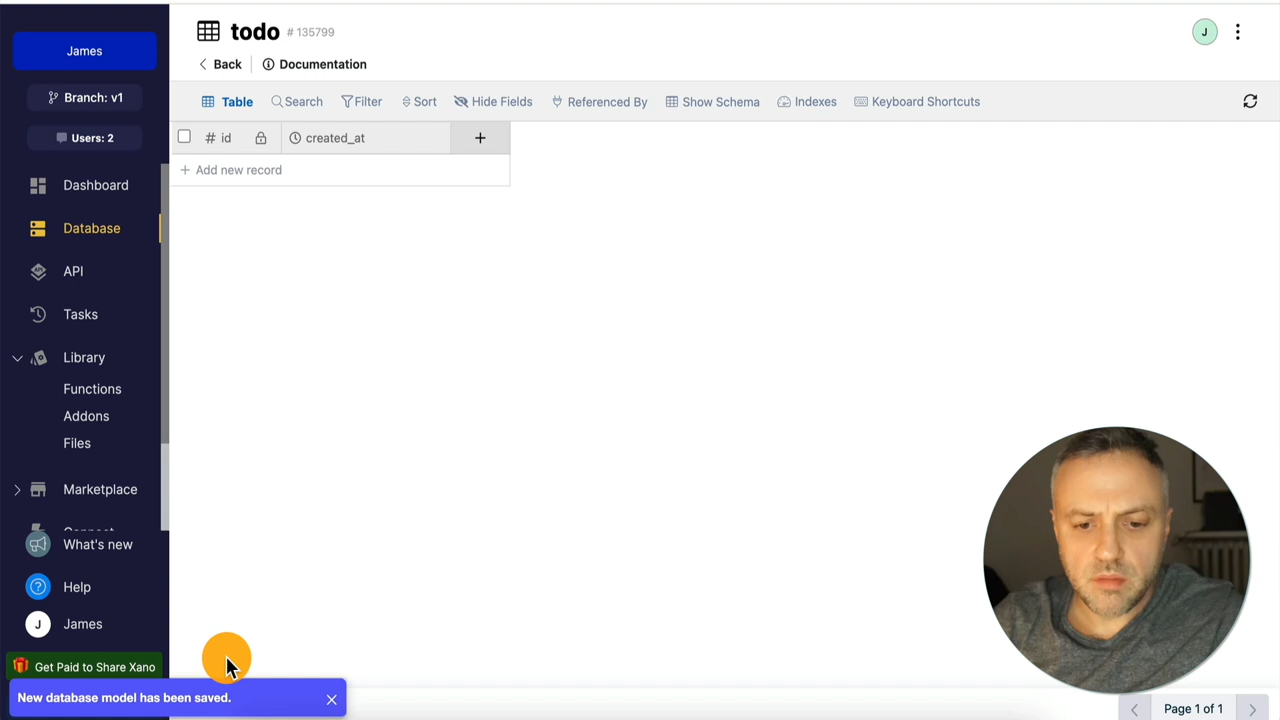 James
Branch: v1
Users: 2
Dashboard
Database
API
Tasks
Library
Functions
Addons
Files
Marketplace
Connect
What's new
Help
J
James
Get Paid to Share Xano
New database model has been saved.
todo # 135799
J
Back
Documentation
Table
Search
Filter
Sort
Hide Fields
Referenced By
Show Schema
Indexes
Keyboard Shortcuts
# id
created_at
+
+ Add new record
Page 1 of 1